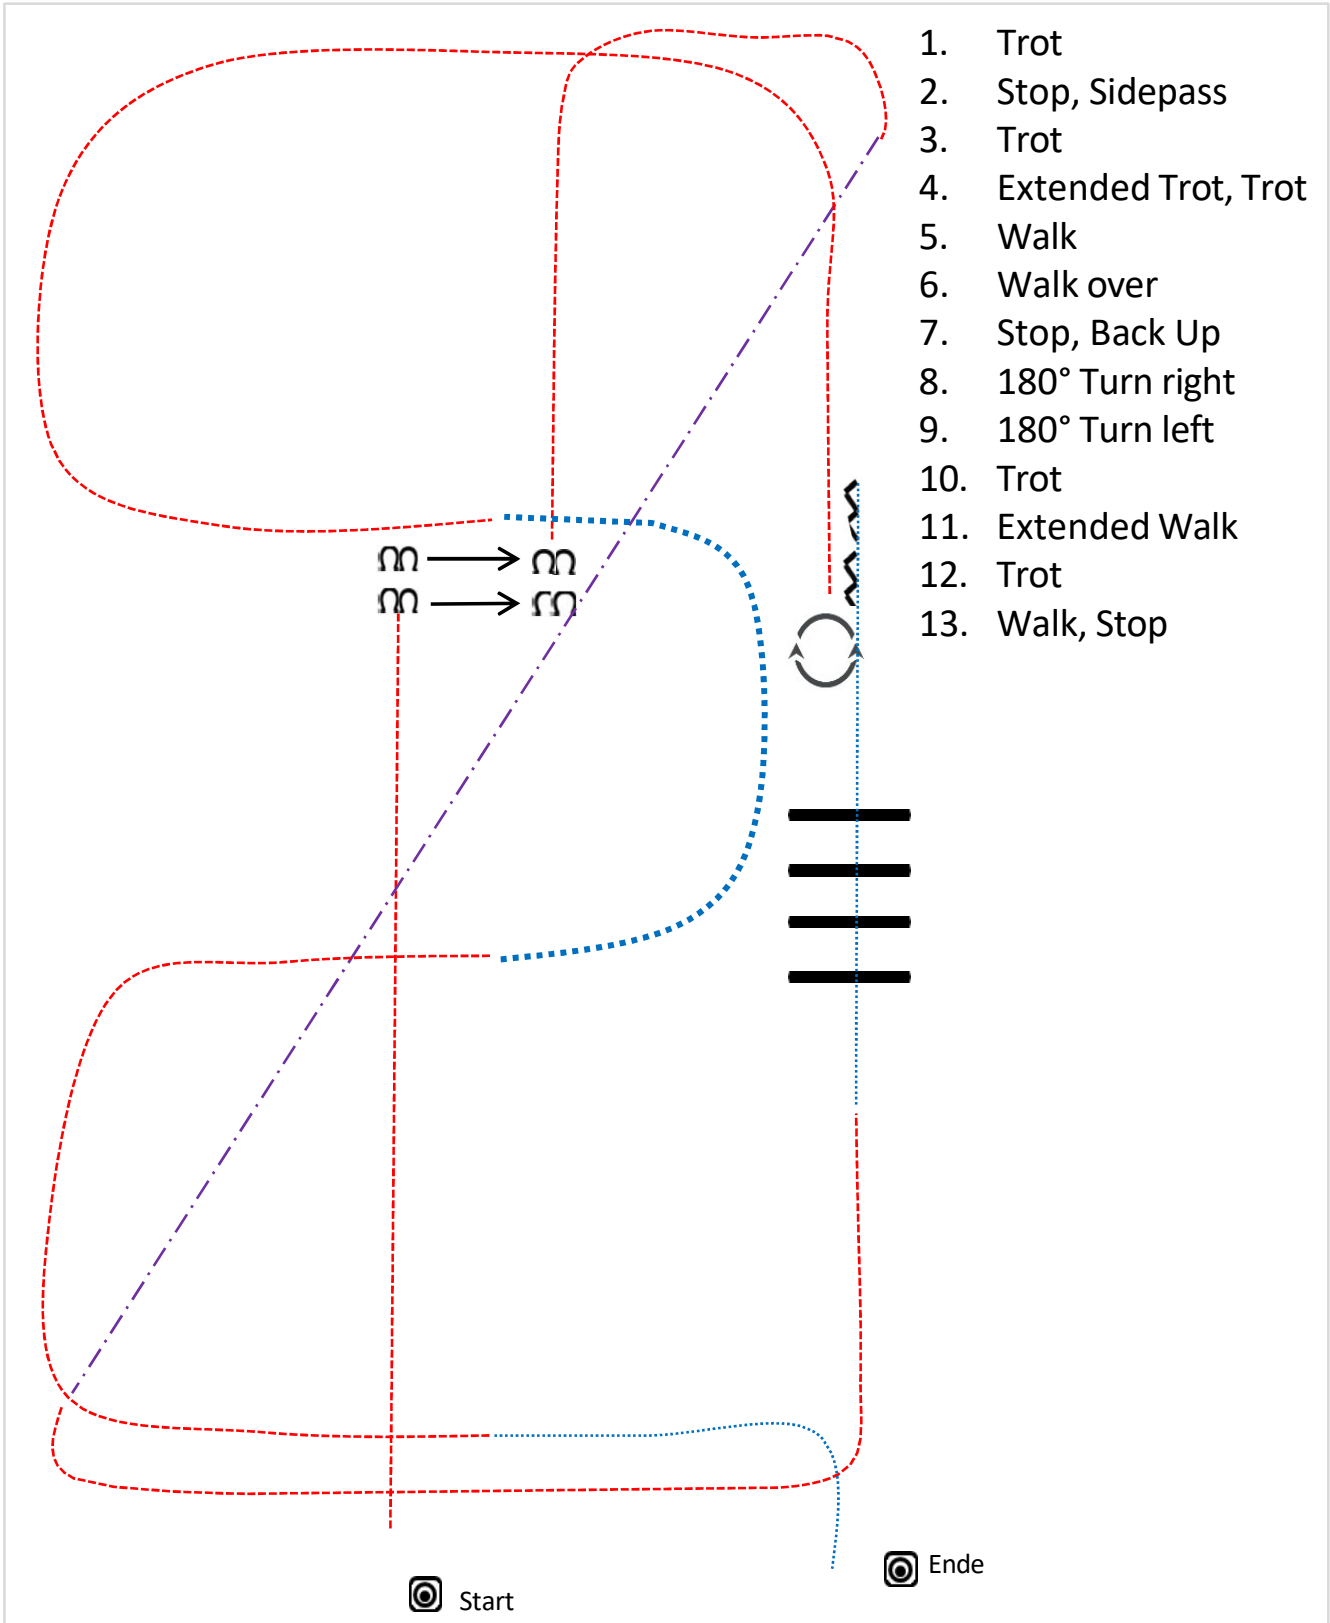 1. Trot
2. Stop, Sidepass
3. Trot
4. Extended Trot, Trot
5. Walk
6. Walk over
7. Stop, Back Up
8. 180° Turn right
9. 180° Turn left
10. Trot
11. Extended Walk
12. Trot
13. Walk, Stop
Ende
Start